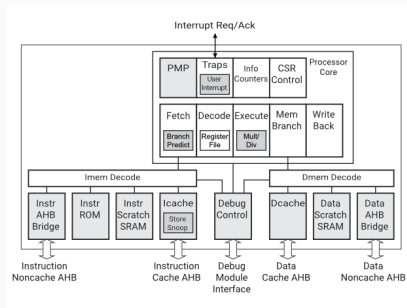 Interrupt Req/Ack
PMP
Traps
User
Interrupt
Info
Counters
CSR
Control
Processor
Core
Fetch
Branch
Predict
Decode
Register
File
Execute
Mult/
Div
Mem
Branch
Write
Back
Imem Decode
Dmem Decode
Instr
AHB
Bridge
Instr
ROM
Instr
Scratch
SRAM
Icache
Store
Snoop
Debug
Control
Dcache
Data
Scratch
SRAM
Data
AHB
Bridge
Instruction
Noncache AHB
Instruction
Cache AHB
Debug
Module
Interface
Data
Cache AHB
Data
Noncache AHB